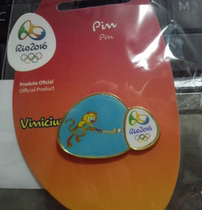 Pin
Pin
Rio2016
Produto Oficial
Official Product
Viniciu
Rio2016
M